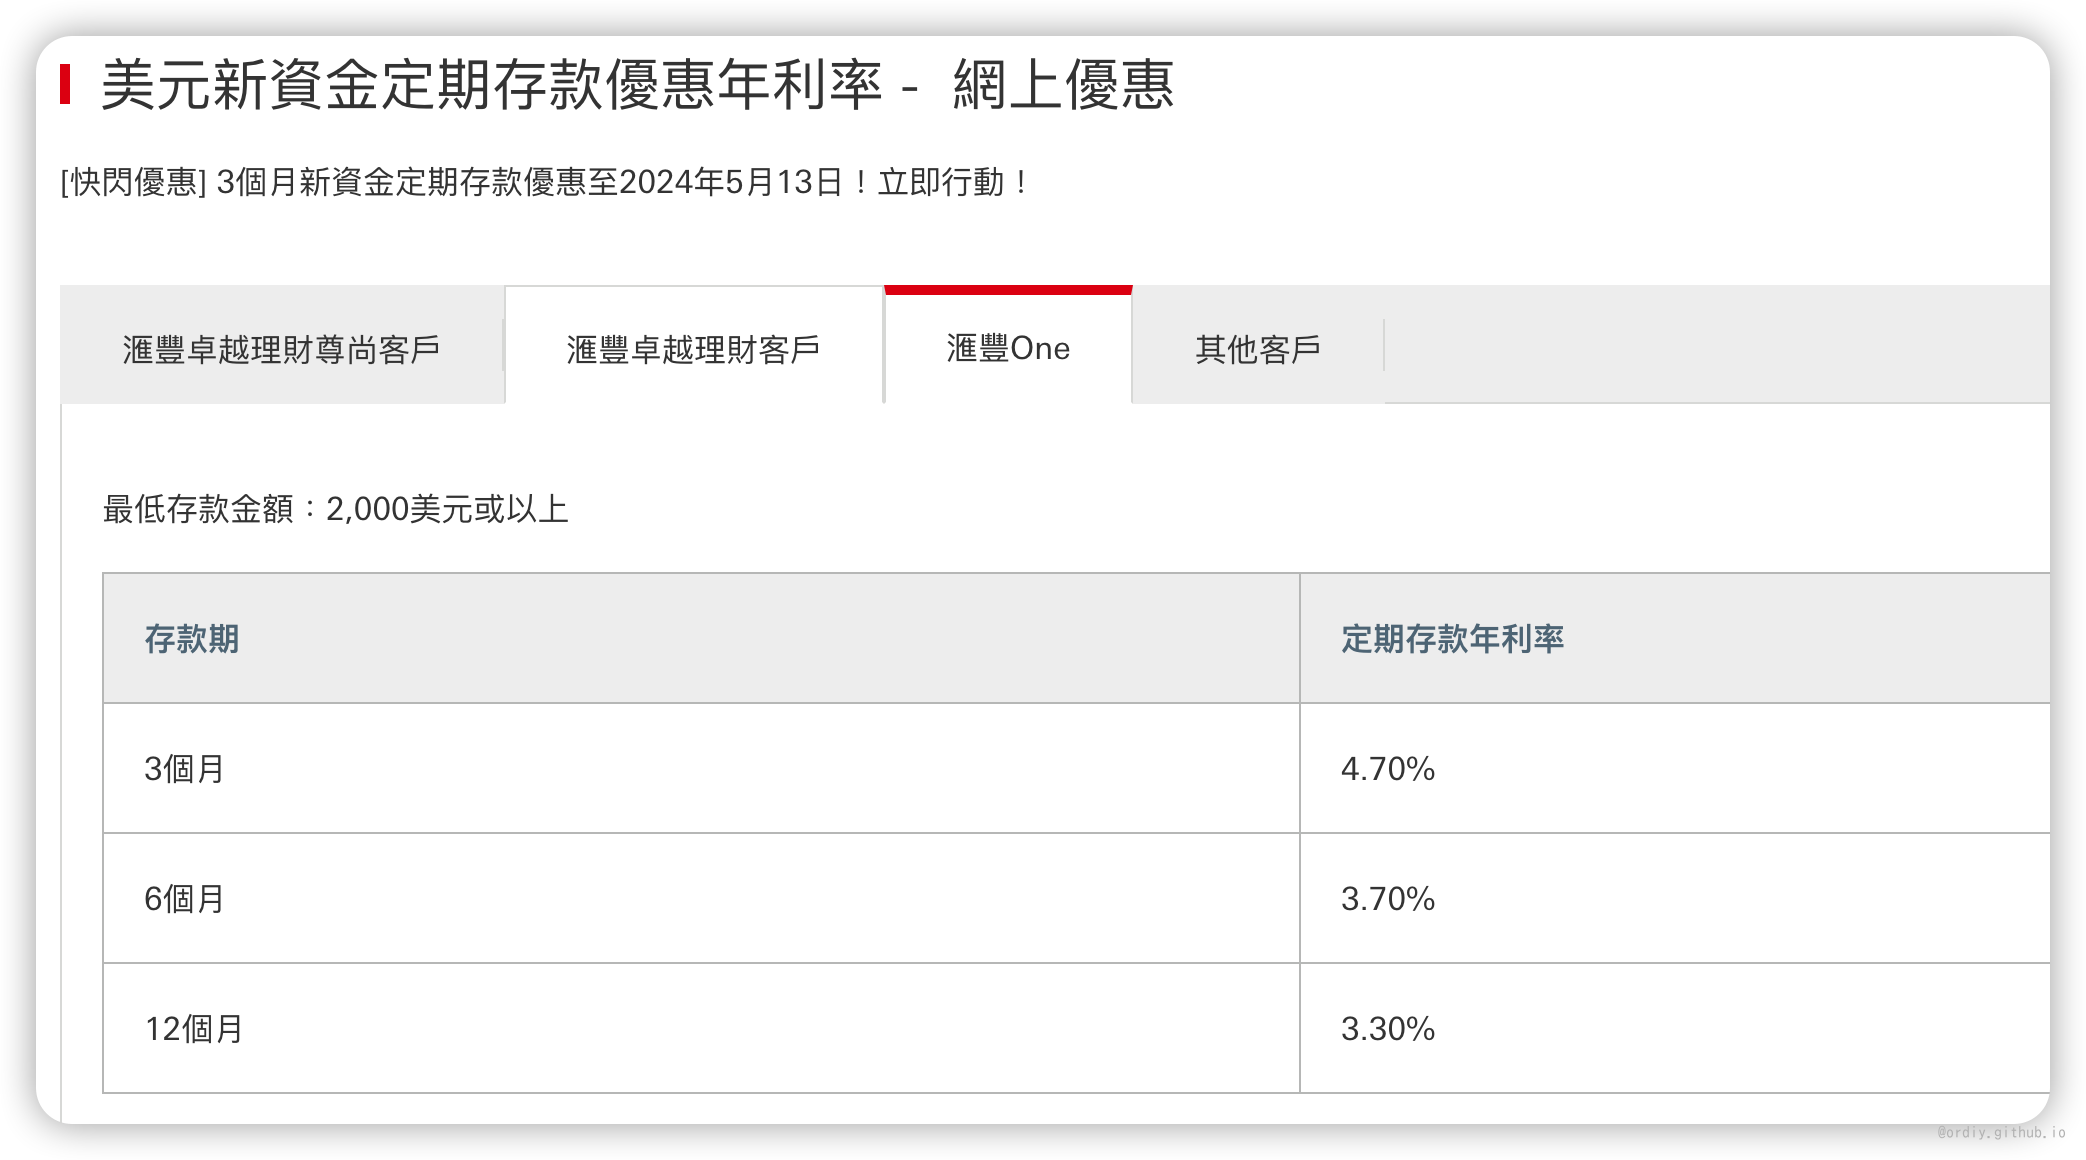 美元新資金定期存款優惠年利率 - 網上優惠
[快閃優惠] 3個月新資金定期存款優惠至2024年5月13日！立即行動！
滙豐卓越理財尊尚客戶 滙豐卓越理財客戶 滙豐One 其他客戶
最低存款金額：2,000美元或以上
存款期 定期存款年利率
3個月 4.70%
6個月 3.70%
12個月 3.30%
@ordiy.github.io